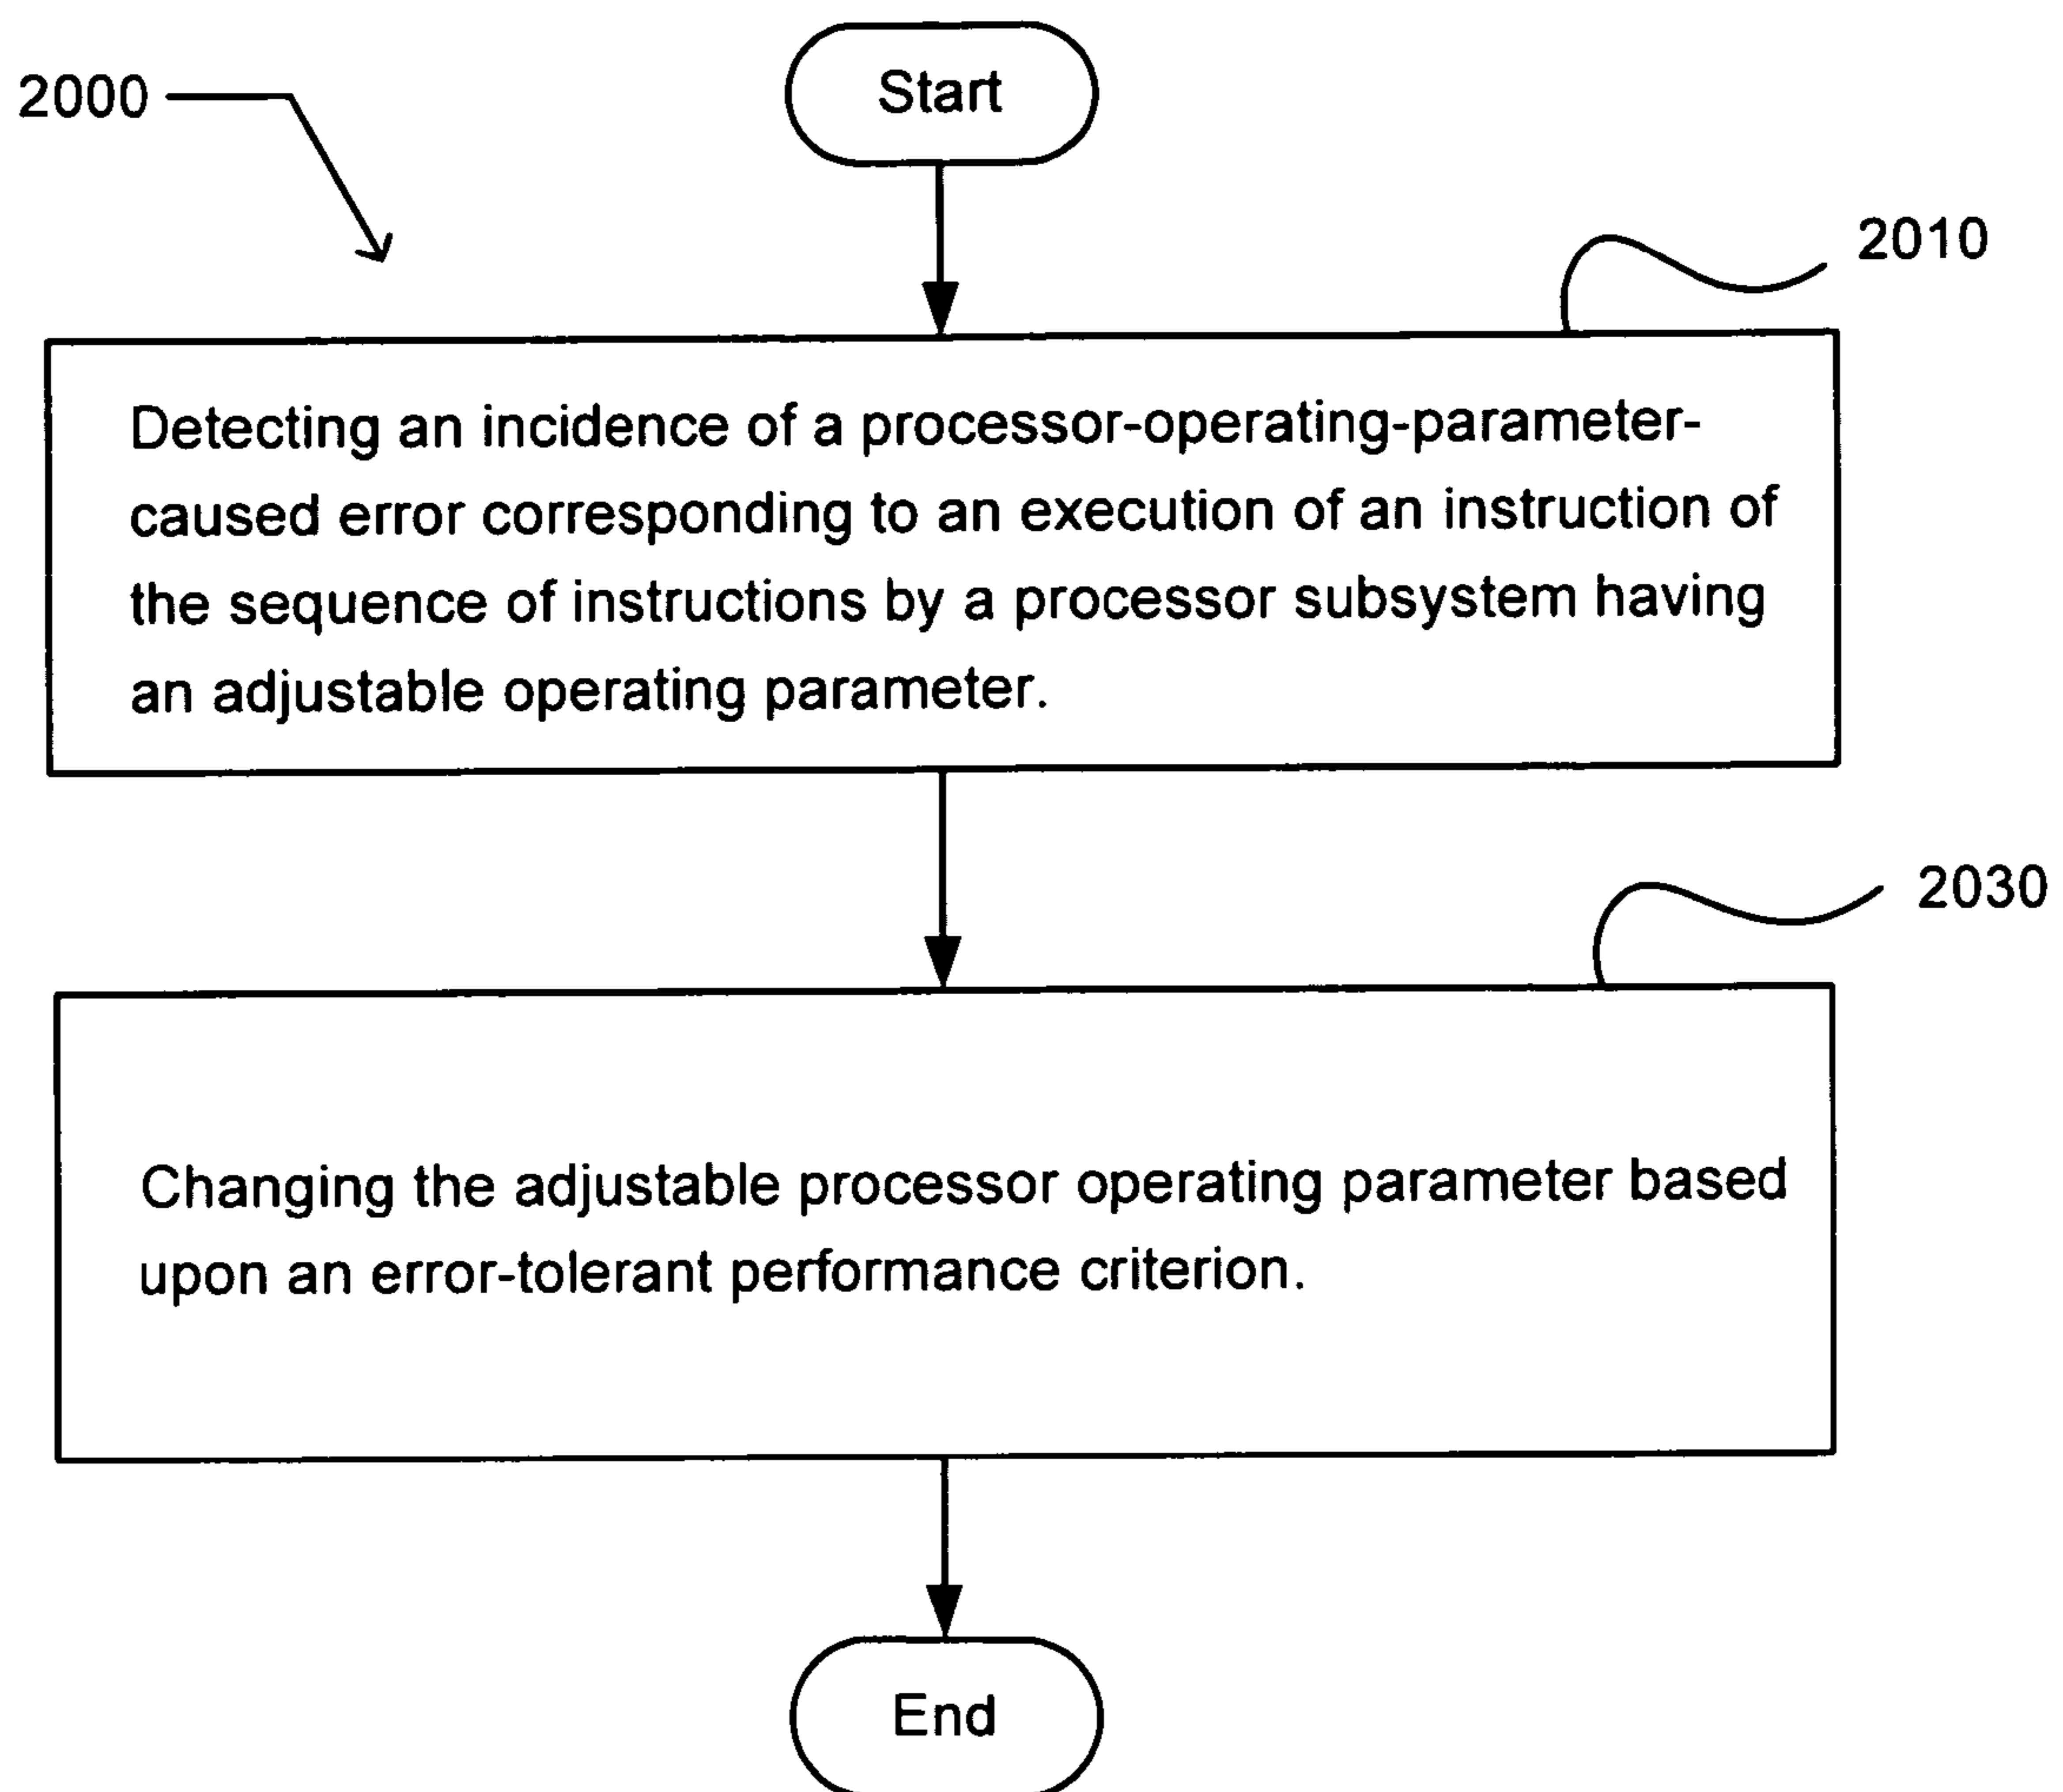 Start
2000
2010
Detecting an incidence of a processor-operating-parameter-
caused error corresponding to an execution of an instruction of
the sequence of instructions by a processor subsystem having
an adjustable operating parameter.
2030
Changing the adjustable processor operating parameter based
upon an error-tolerant performance criterion.
End